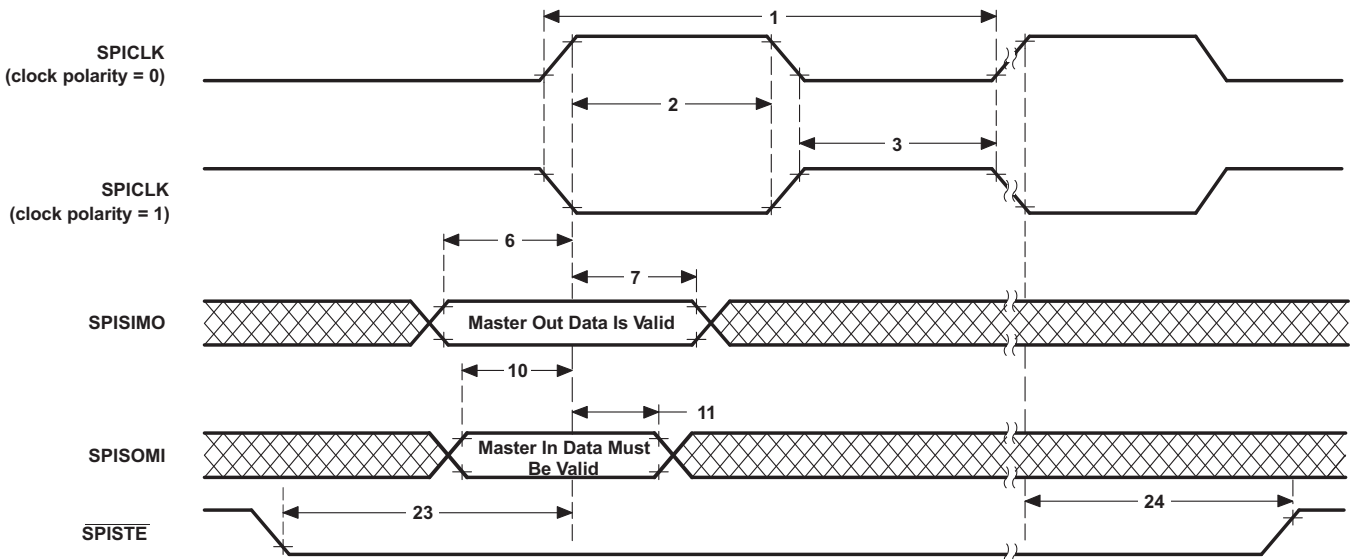 1
SPICLK
(clock polarity = 0)
2
3
SPICLK
(clock polarity = 1)
6
7
SPISIMO
Master Out Data Is Valid
10
11
SPISOMI
Master In Data Must
Be Valid
23
24
SPISTE